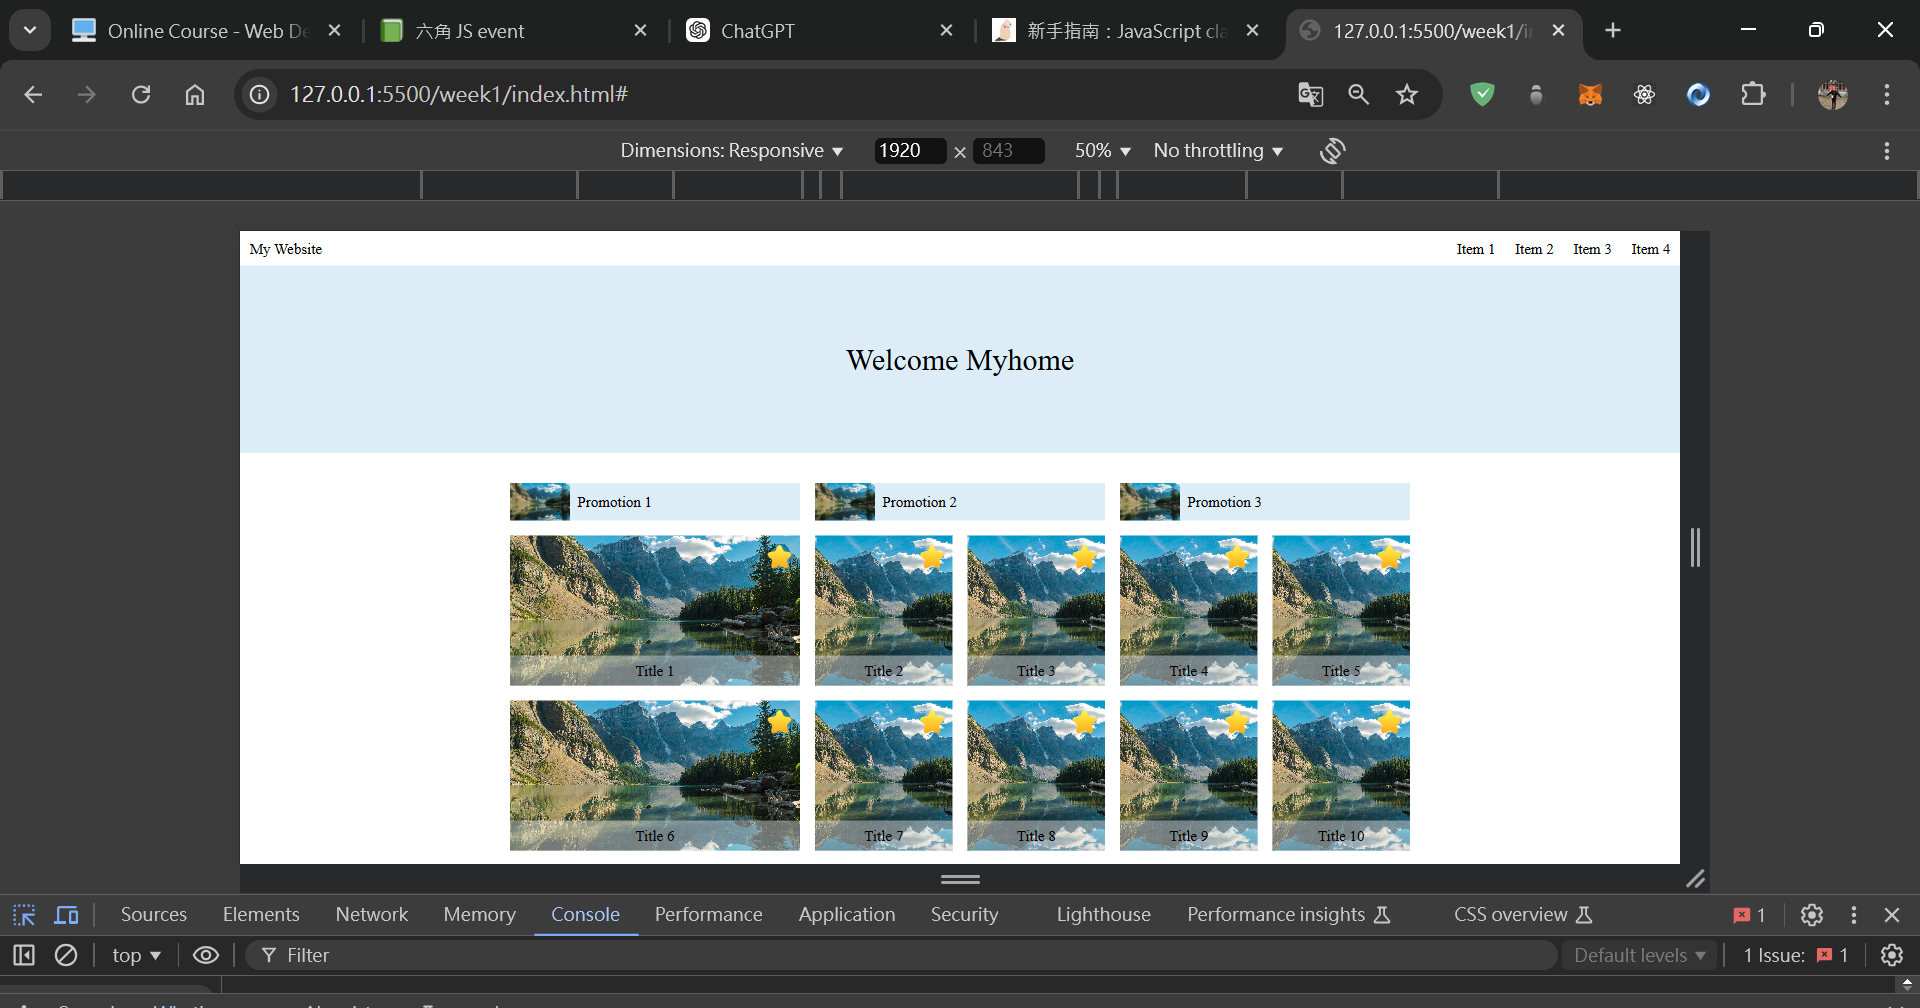 Online Course - Web De
六角 JS event
ChatGPT
新手指南：JavaScript cla
127.0.0.1:5500/week1/in
127.0.0.1:5500/week1/index.html#
Dimensions: Responsive 1920 × 843 50% No throttling
My Website Item 1 Item 2 Item 3 Item 4
Welcome Myhome
Promotion 1 Promotion 2 Promotion 3
Title 1 Title 2 Title 3 Title 4 Title 5
Title 6 Title 7 Title 8 Title 9 Title 10
Sources Elements Network Memory Console Performance Application Security Lighthouse Performance insights CSS overview 1
top Filter Default levels 1 Issue: 1